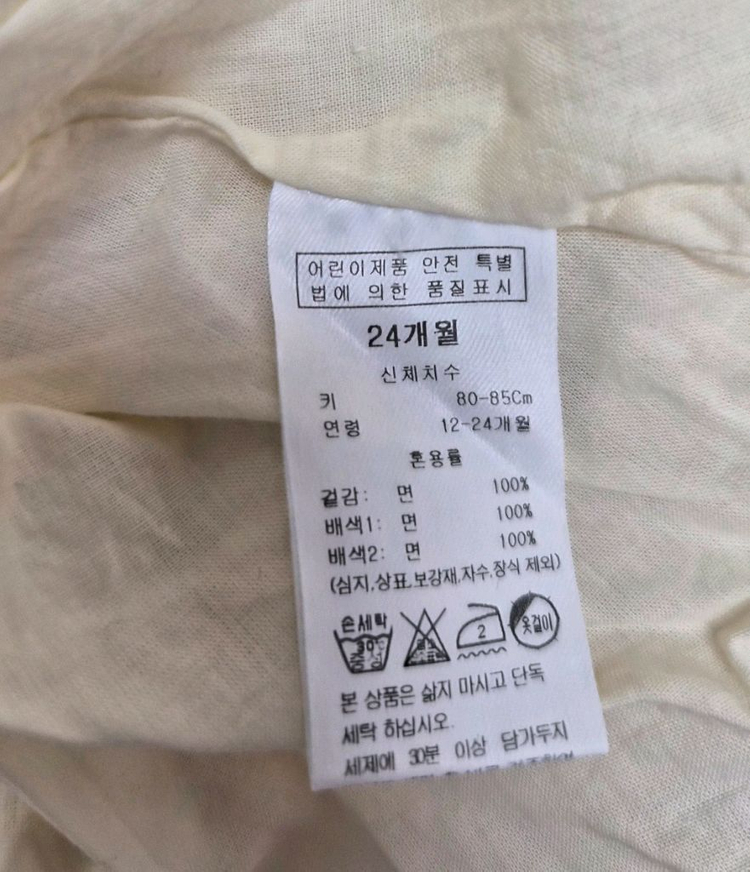 어린이제품 안전 특별
법에 의한 품질표시
24개월
신체치수
키 80-85Cm
연령 12-24개월
혼용률
겉감: 면 100%
배색1: 면 100%
배색2: 면 100%
(심지,상표,보강재,자수,장식 제외)
손세탁
30℃
중성
2
옷걸이
본 상품은 삶지 마시고 단독
세탁 하십시오.
세제에 30분 이상 담가두지